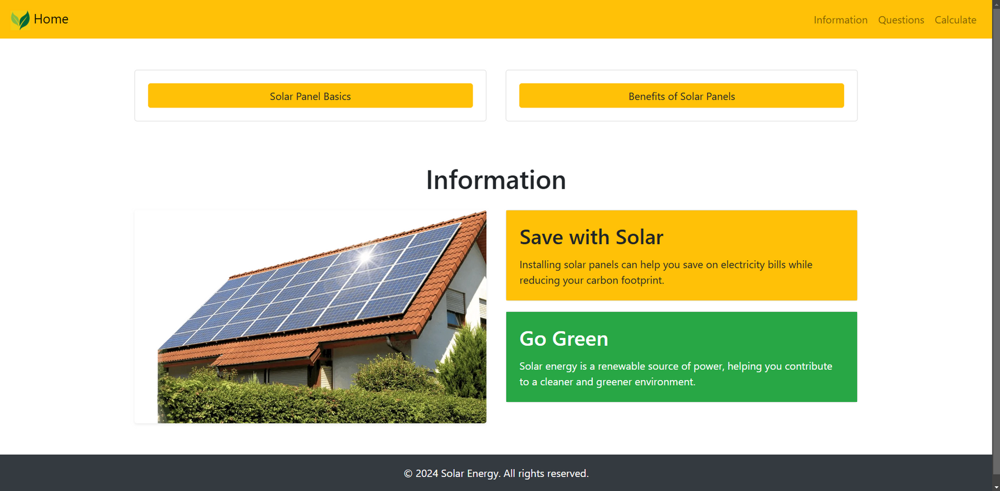 Home
Information
Questions
Calculate
Solar Panel Basics
Benefits of Solar Panels
Information
Save with Solar
Installing solar panels can help you save on electricity bills while
reducing your carbon footprint.
Go Green
Solar energy is a renewable source of power, helping you contribute
to a cleaner and greener environment.
© 2024 Solar Energy. All rights reserved.